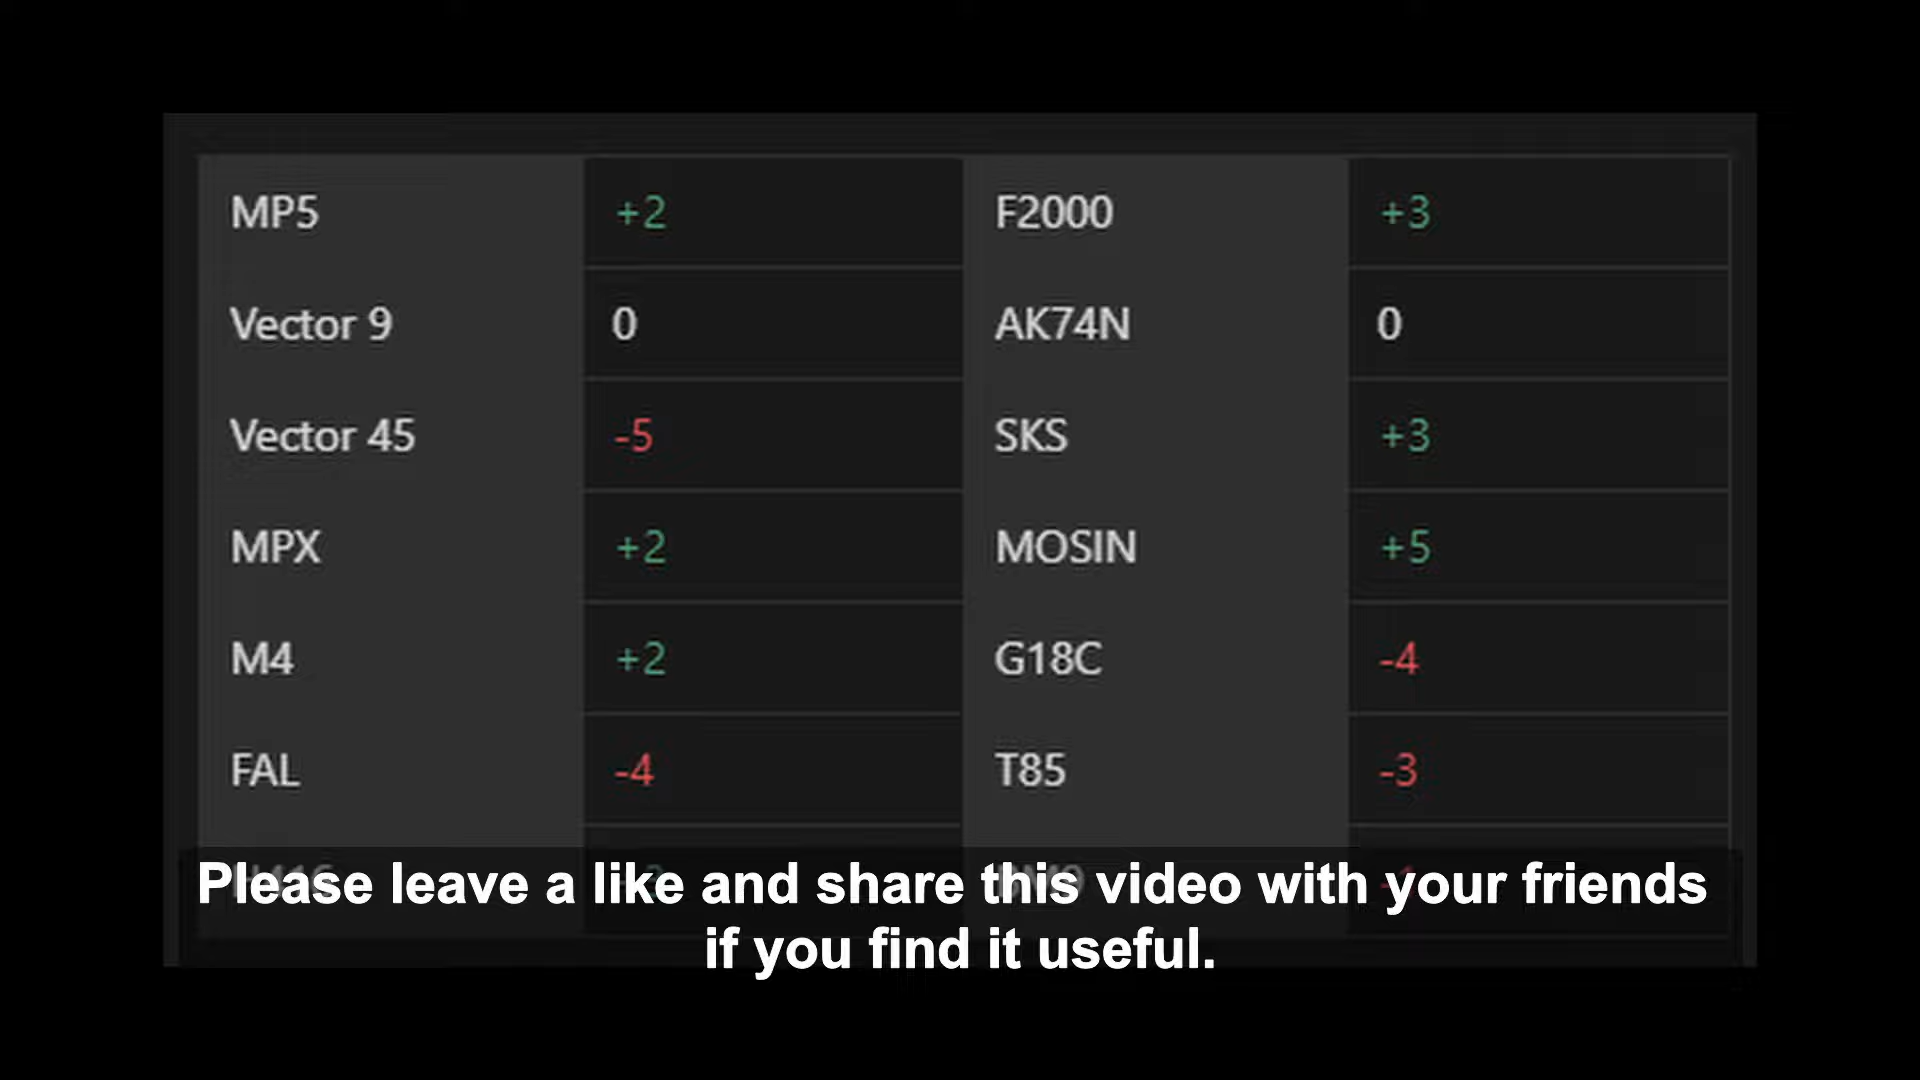 MP5 +2 F2000 +3
Vector 9 0 AK74N 0
Vector 45 -5 SKS +3
MPX +2 MOSIN +5
M4 +2 G18C -4
FAL -4 T85 -3
Please leave a like and share this video with your friends
if you find it useful.